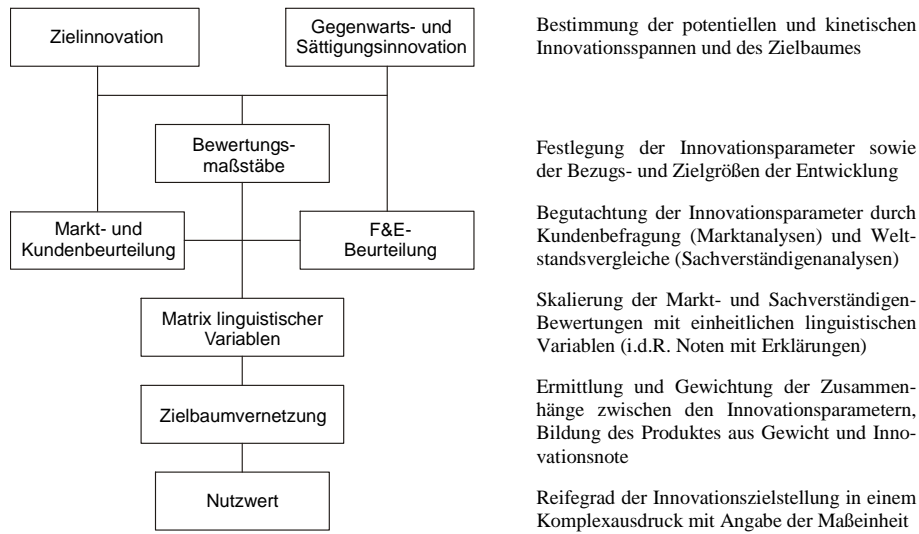 Zielinnovation
Gegenwarts- und
Sättigungsinnovation
Bestimmung der potentiellen und kinetischen
Innovationsspannen und des Zielbaumes
Bewertungs-
maßstäbe
Festlegung der Innovationsparameter sowie
der Bezugs- und Zielgrößen der Entwicklung
Markt- und
Kundenbeurteilung
F&E-
Beurteilung
Begutachtung der Innovationsparameter durch
Kundenbefragung (Marktanalysen) und Welt-
standsvergleiche (Sachverständigenanalysen)
Matrix linguistischer
Variablen
Skalierung der Markt- und Sachverständigen-
Bewertungen mit einheitlichen linguistischen
Variablen (i.d.R. Noten mit Erklärungen)
Zielbaumvernetzung
Ermittlung und Gewichtung der Zusammen-
hänge zwischen den Innovationsparametern,
Bildung des Produktes aus Gewicht und Inno-
vationsnote
Nutzwert
Reifegrad der Innovationszielstellung in einem
Komplexausdruck mit Angabe der Maßeinheit